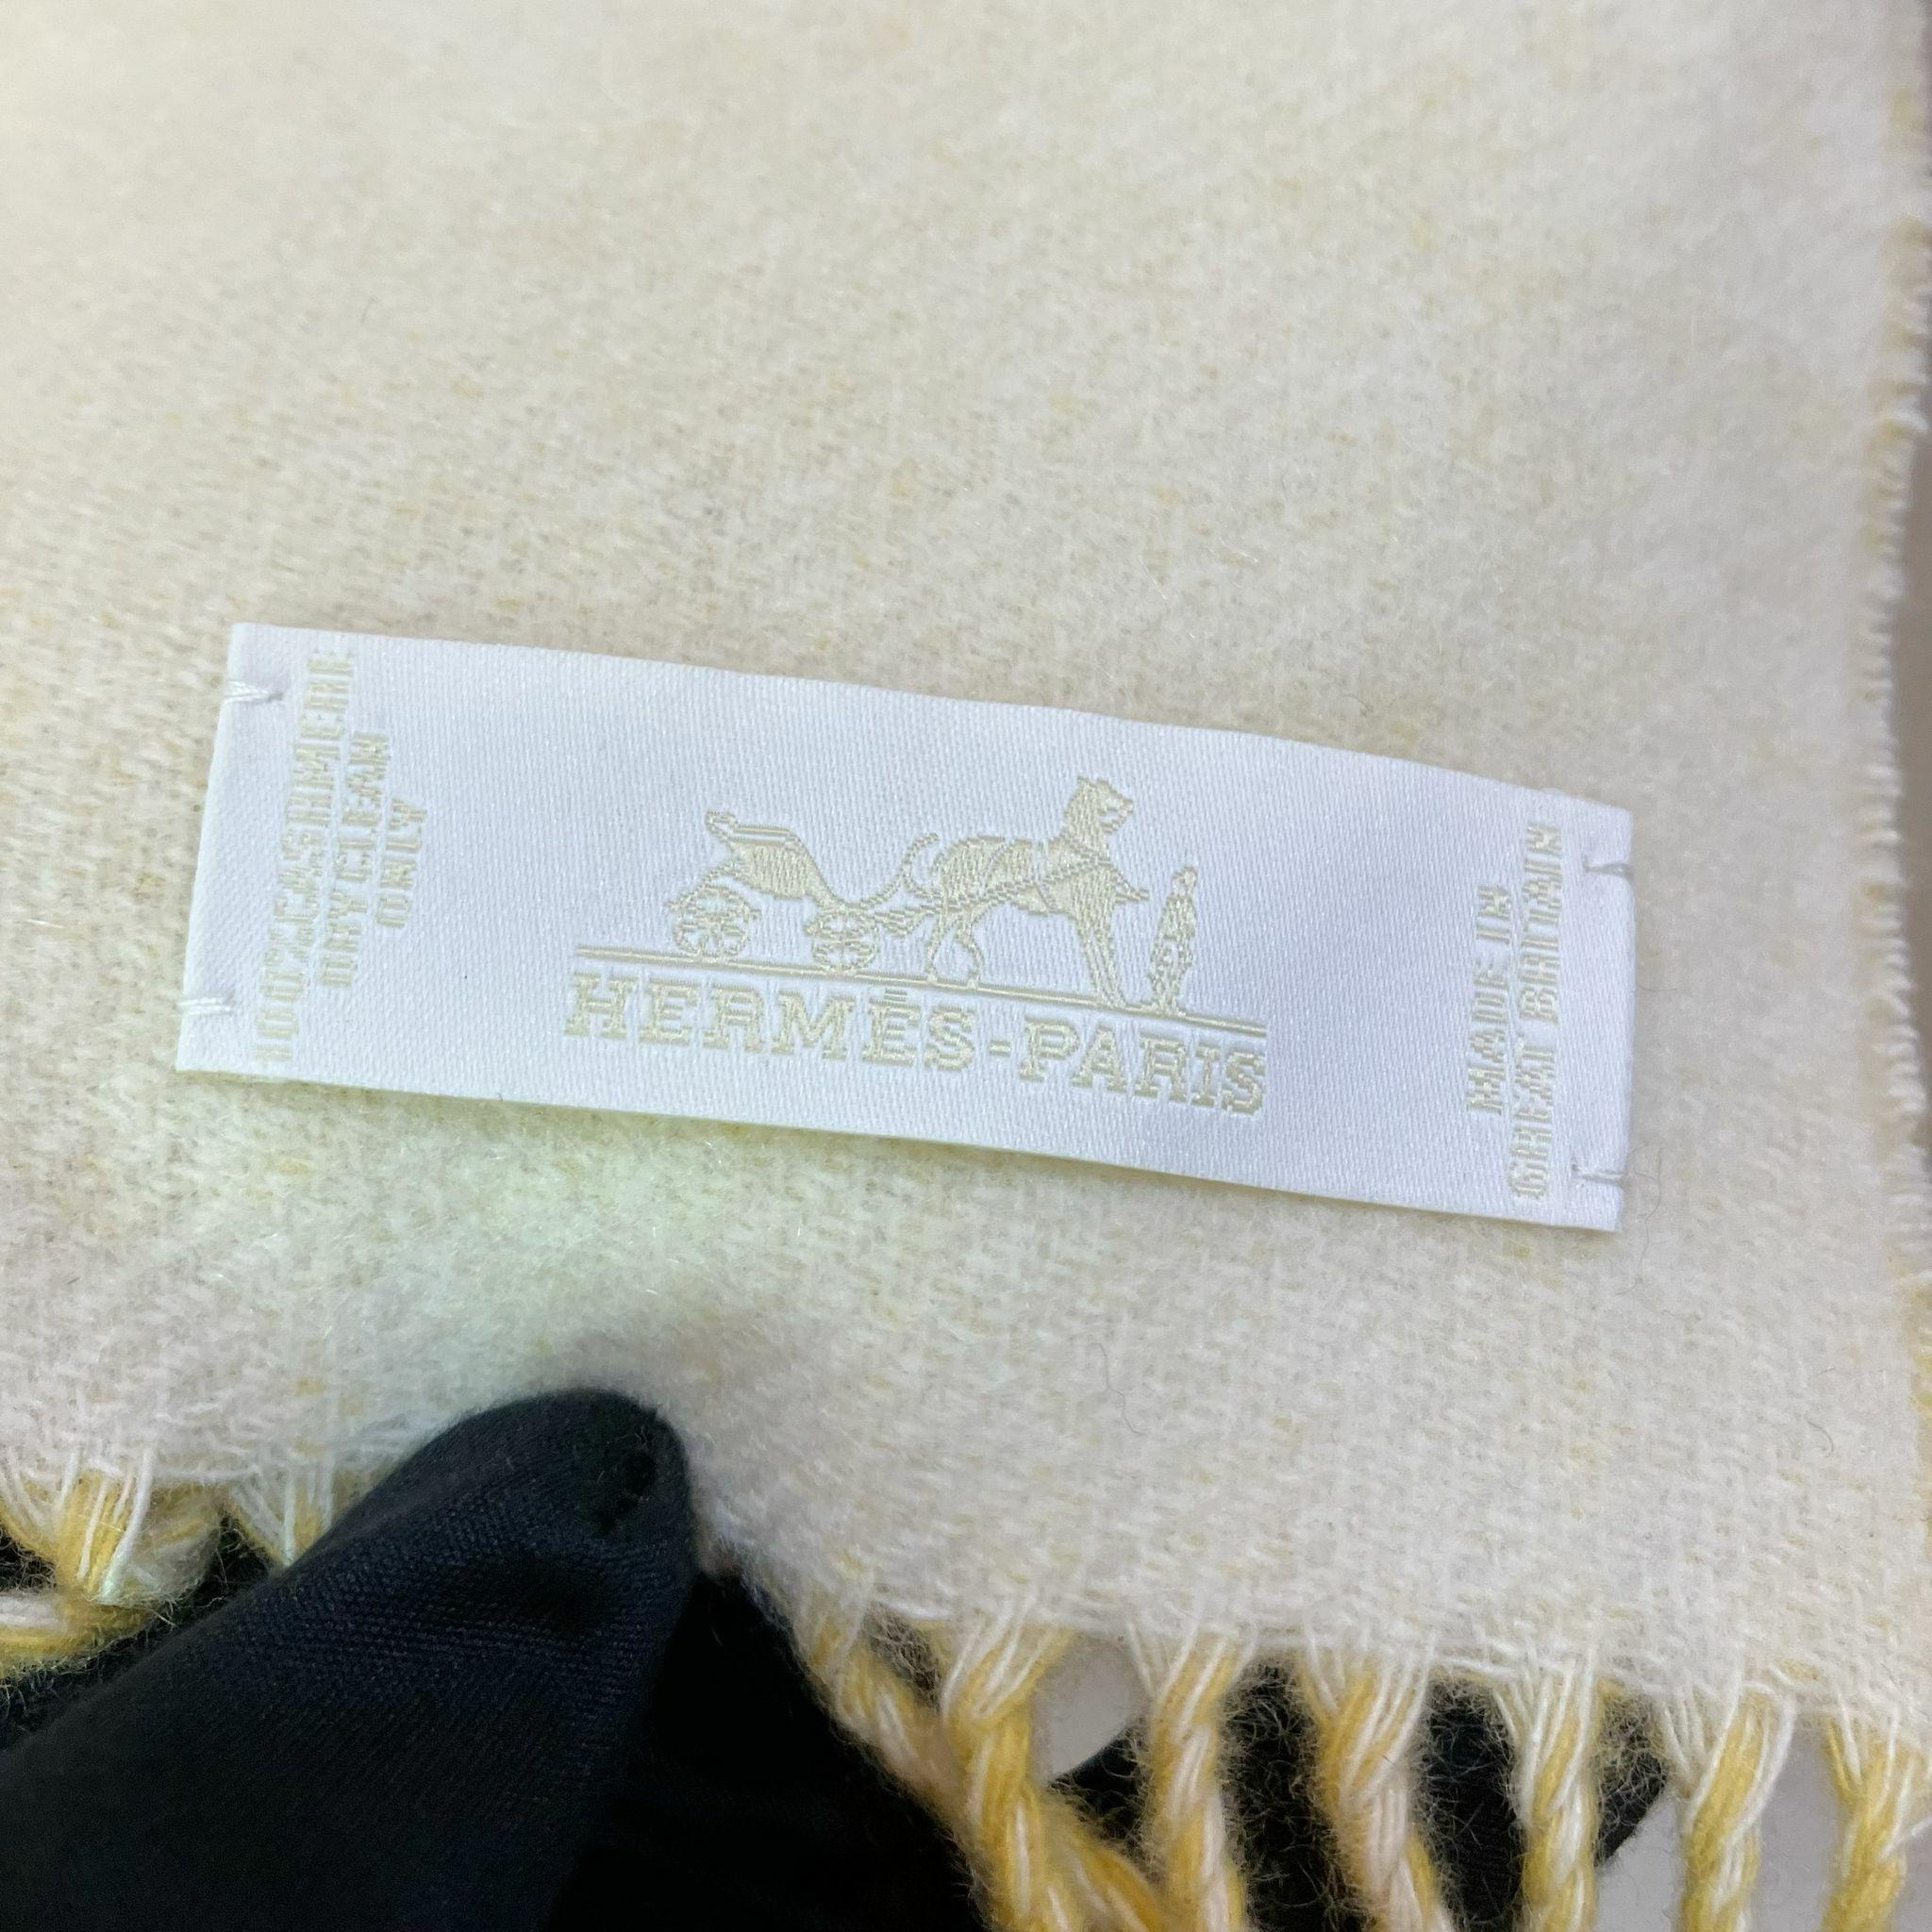 100% CASHMERE
DRY CLEAN
ONLY
HERMÈS-PARIS
MADE IN
GREAT BRITAIN